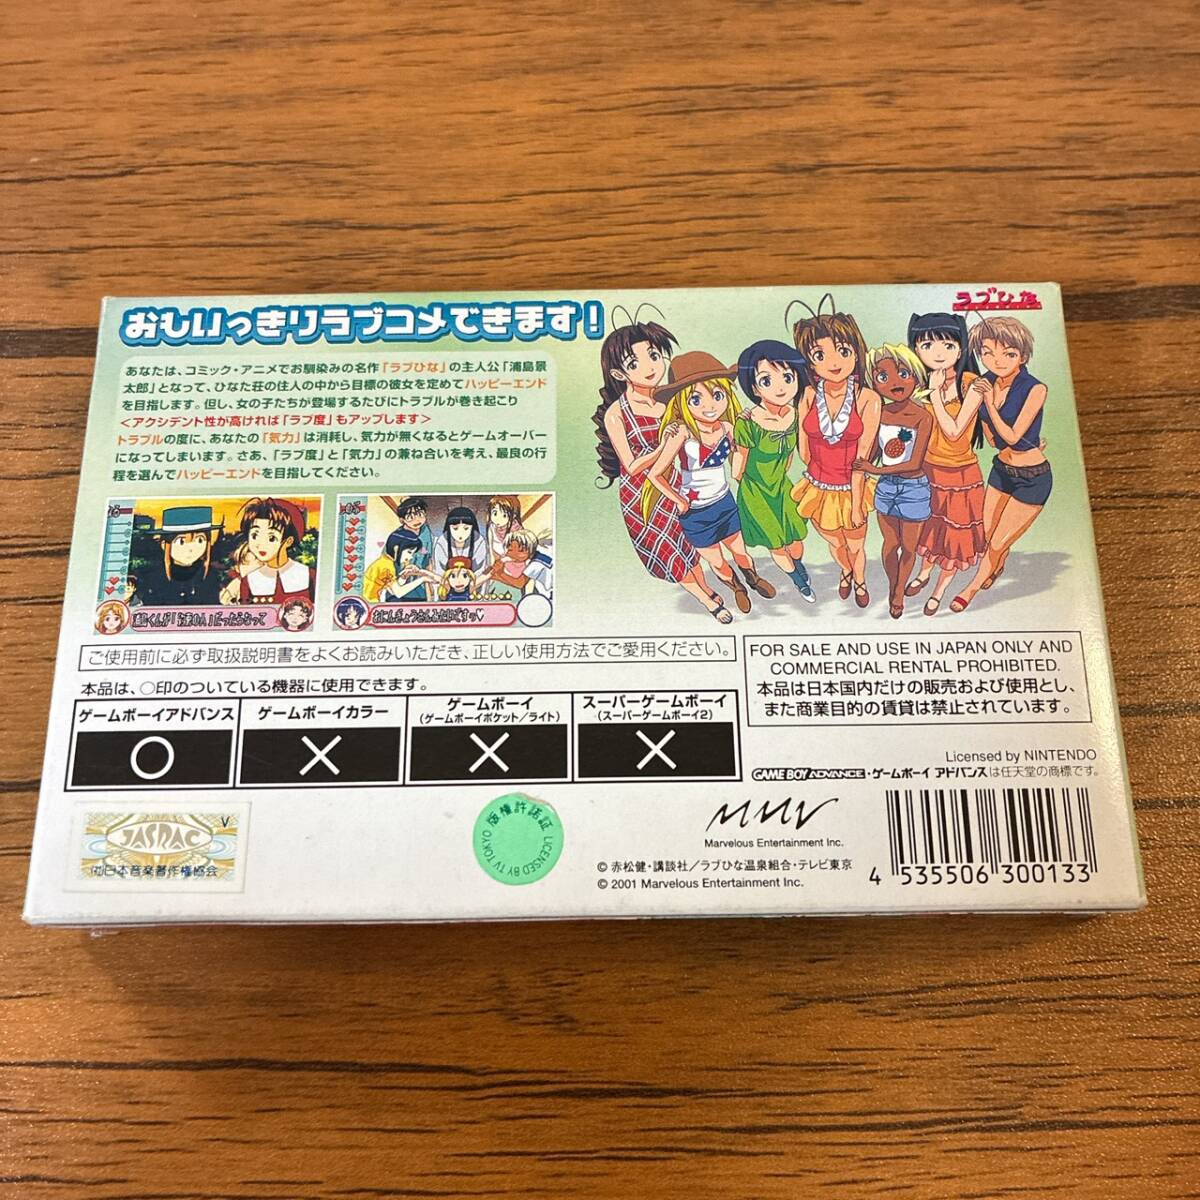 おもいっきりラブコメできます!
ラブひな
あなたは、コミック・アニメでお馴染みの名作「ラブひな」の主人公「浦島景
太郎」となって、ひなた荘の住人の中から目標の彼女を定めてハッピーエンド
を目指します。但し、女の子たちが登場するたびにトラブルが巻き起こり
<アクシデント性が高ければ「ラブ度」もアップします>
トラブルの度に、あなたの「気力」は消耗し、気力が無くなるとゲームオーバー
になってしまいます。さあ、「ラブ度」と「気力」の兼ね合いを考え、最良の行
程を選んでハッピーエンドを目指してください。
おにんぎょうさんみたいですっ♥
ご使用前に必ず取扱説明書をよくお読みいただき、正しい使用方法でご愛用ください。
本品は、○印のついている機器に使用できます。
ゲームボーイアドバンス
ゲームボーイカラー
ゲームボーイ
(ゲームボーイポケット/ライト)
スーパーゲームボーイ
(スーパーゲームボーイ2)
○
×
×
×
FOR SALE AND USE IN JAPAN ONLY AND
COMMERCIAL RENTAL PROHIBITED.
本品は日本国内だけの販売および使用とし、
また商業目的の賃貸は禁止されています。
Licensed by NINTENDO
GAME BOY ADVANCE・ゲームボーイ アドバンスは任天堂の商標です。
V
JASRAC
(社)日本音楽著作権協会
版権許諾証
LICENSED BY TV TOKYO
MMV
Marvelous Entertainment Inc.
© 赤松健・講談社/ラブひな温泉組合・テレビ東京
© 2001 Marvelous Entertainment Inc.
4 535506 300133